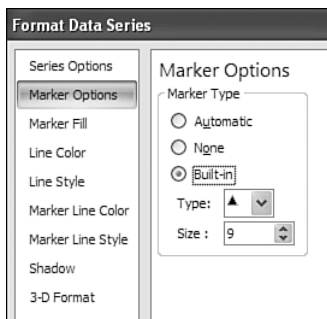 Format Data Series
Series Options
Marker Options
Marker Fill
Line Color
Line Style
Marker Line Color
Marker Line Style
Shadow
3-D Format
Marker Options
Marker Type
Automatic
None
Built-in
Type:
Size : 9